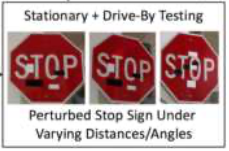 Stationary + Drive-By Testing
STOP STOP STOP
Perturbed Stop Sign Under
Varying Distances/Angles